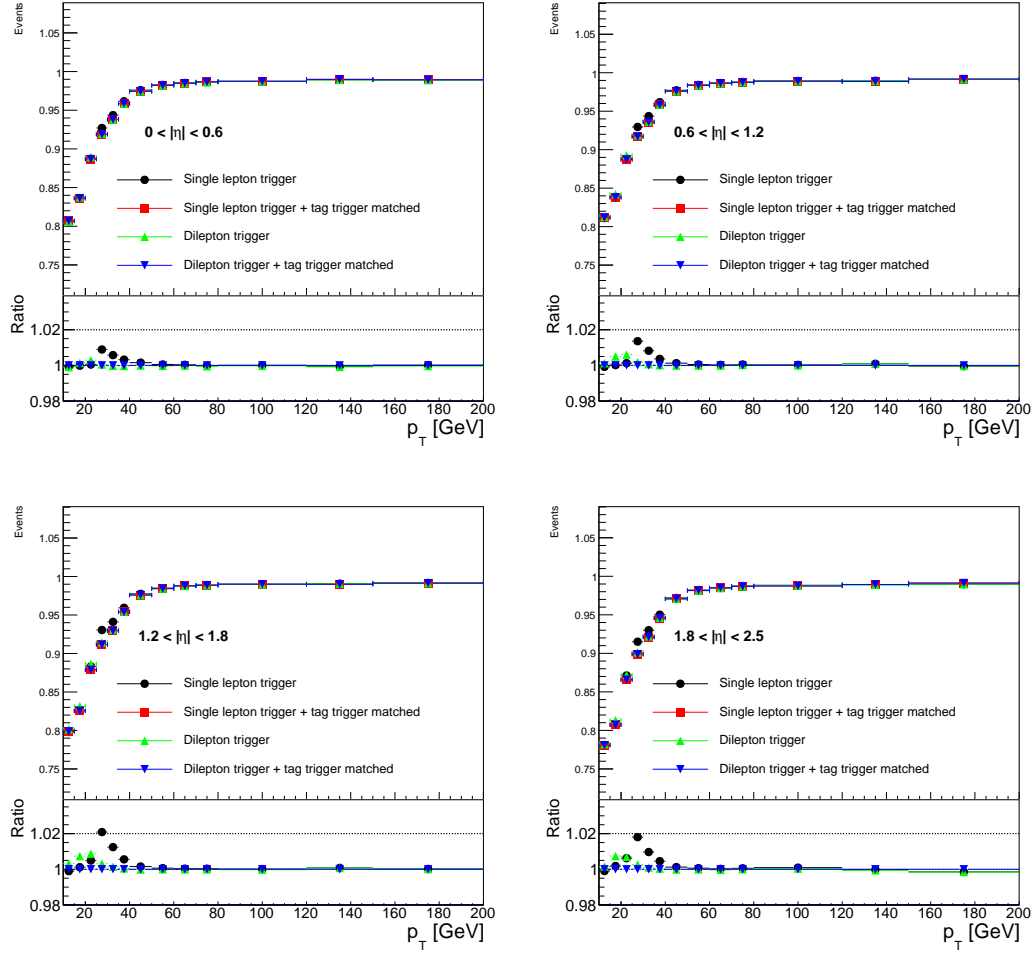 Events
1.05
1
0.95
0.9
0.85
0.8
0.75
0 < |η| < 0.6
Single lepton trigger
Single lepton trigger + tag trigger matched
Dilepton trigger
Dilepton trigger + tag trigger matched
Ratio
1.02
1
0.98
20 40 60 80 100 120 140 160 180 200
p_T [GeV]
Events
1.05
1
0.95
0.9
0.85
0.8
0.75
0.6 < |η| < 1.2
Single lepton trigger
Single lepton trigger + tag trigger matched
Dilepton trigger
Dilepton trigger + tag trigger matched
Ratio
1.02
1
0.98
20 40 60 80 100 120 140 160 180 200
p_T [GeV]
Events
1.05
1
0.95
0.9
0.85
0.8
0.75
1.2 < |η| < 1.8
Single lepton trigger
Single lepton trigger + tag trigger matched
Dilepton trigger
Dilepton trigger + tag trigger matched
Ratio
1.02
1
0.98
20 40 60 80 100 120 140 160 180 200
p_T [GeV]
Events
1.05
1
0.95
0.9
0.85
0.8
0.75
1.8 < |η| < 2.5
Single lepton trigger
Single lepton trigger + tag trigger matched
Dilepton trigger
Dilepton trigger + tag trigger matched
Ratio
1.02
1
0.98
20 40 60 80 100 120 140 160 180 200
p_T [GeV]